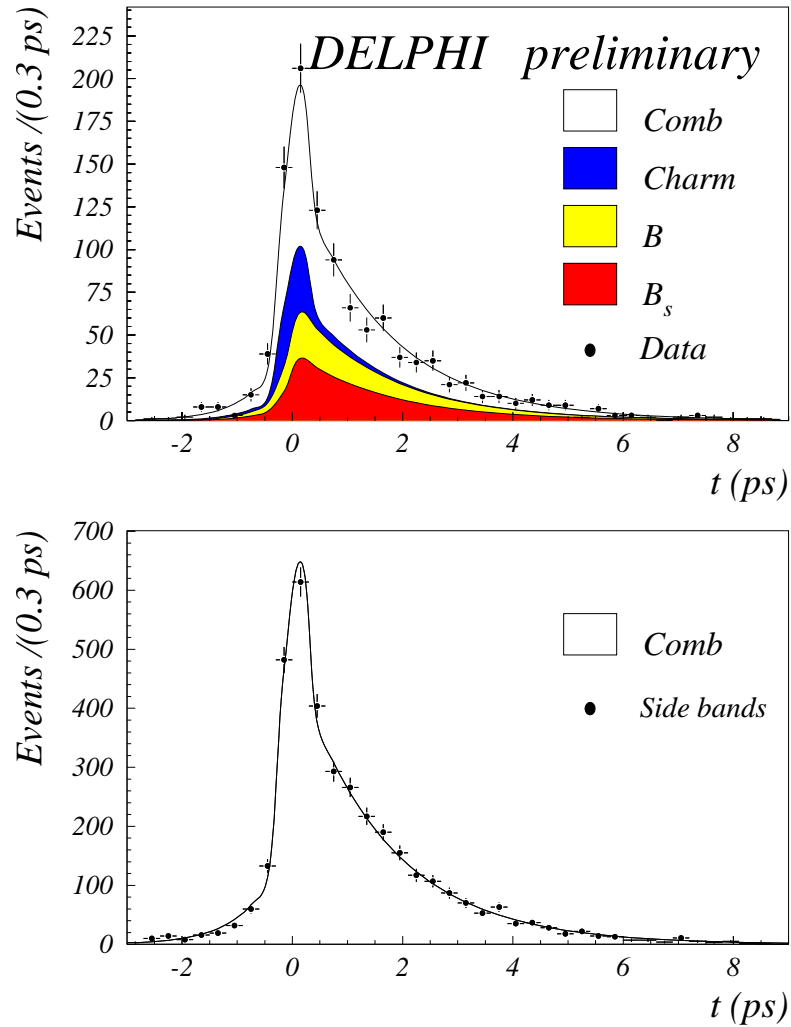 DELPHI preliminary
Events /(0.3 ps)
225
200
175
150
125
100
75
50
25
0
Comb
Charm
B
B_s
Data
-2 0 2 4 6 8
t (ps)
Events /(0.3 ps)
700
600
500
400
300
200
100
0
Comb
Side bands
-2 0 2 4 6 8
t (ps)